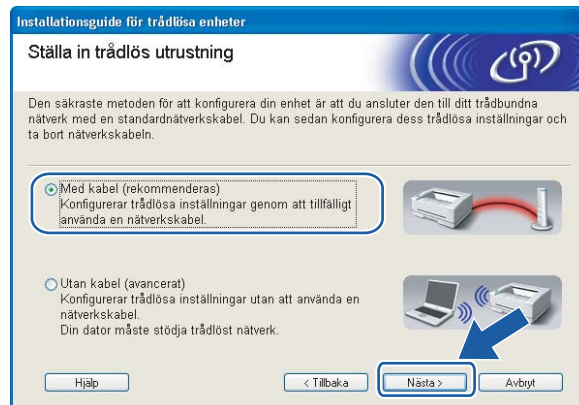 Installationsguide för trådlösa enheter
Ställa in trådlös utrustning
Den säkraste metoden för att konfigurera din enhet är att du ansluter den till ditt trådbundna
nätverk med en standardnätverkskabel. Du kan sedan konfigurera dess trådlösa inställningar och
ta bort nätverkskabeln.
Med kabel (rekommenderas)
Konfigurerar trådlösa inställningar genom att tillfälligt
använda en nätverkskabel.
Utan kabel (avancerat)
Konfigurerar trådlösa inställningar utan att använda en
nätverkskabel.
Din dator måste stödja trådlöst nätverk.
Hjälp
< Tillbaka
Nästa >
Avbryt